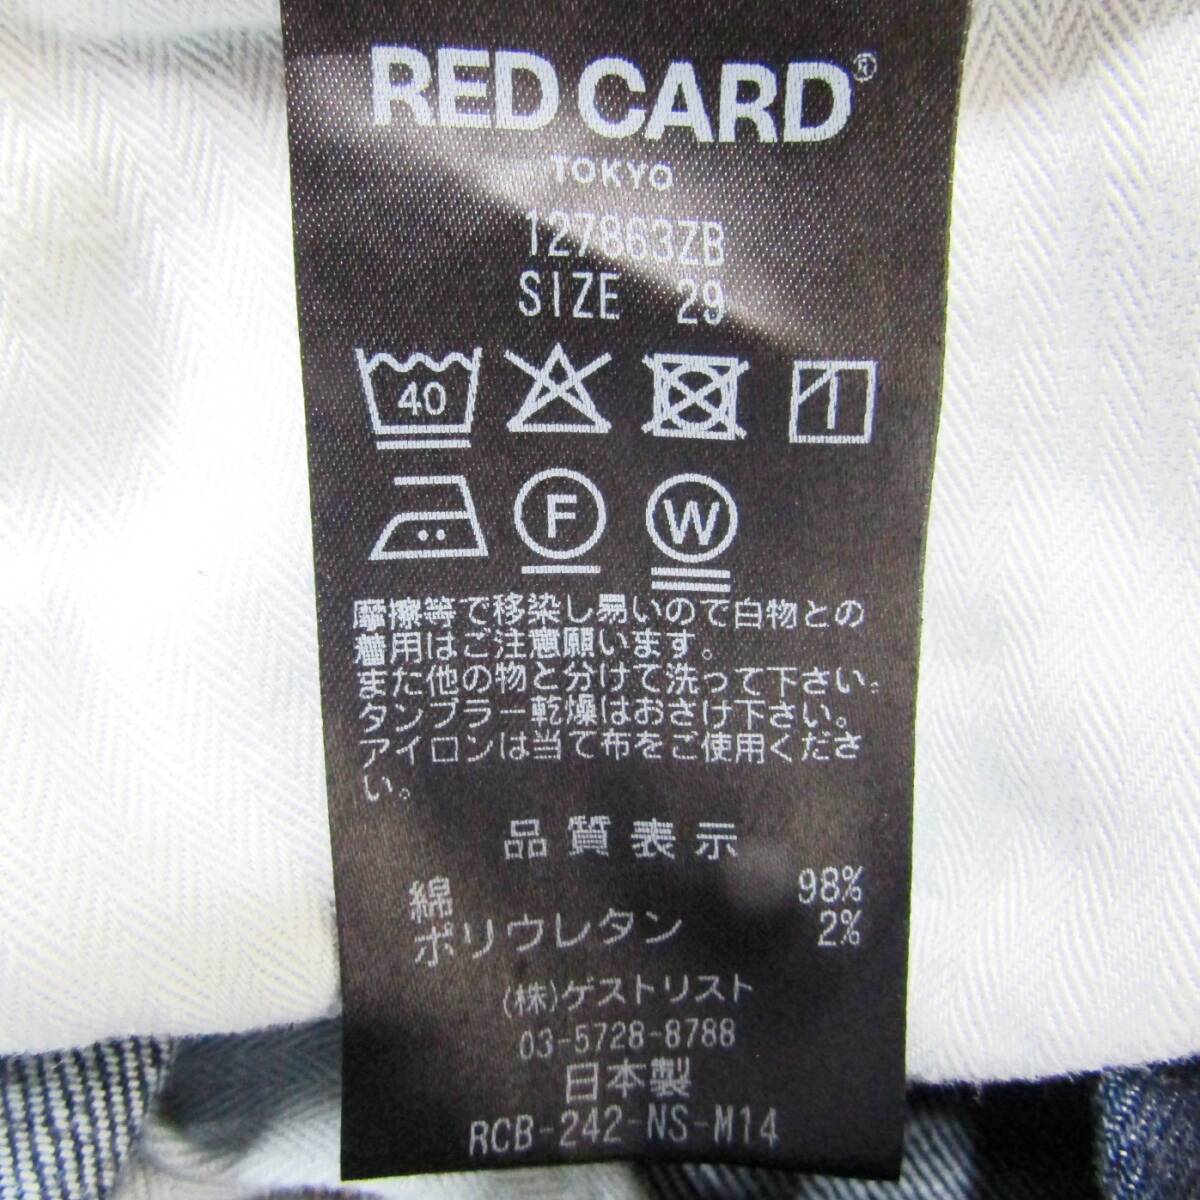 RED CARD®
TOKYO
127863ZB
SIZE 29
40
F W
摩擦等で移染し易いので白物との
着用はご注意願います。
また他の物と分けて洗って下さい。
タンブラー乾燥はおさけ下さい。
アイロンは当て布をご使用くださ
い。
品質表示
綿 98%
ポリウレタン 2%
(株)ゲストリスト
03-5728-8788
日本製
RCB-242-NS-M14